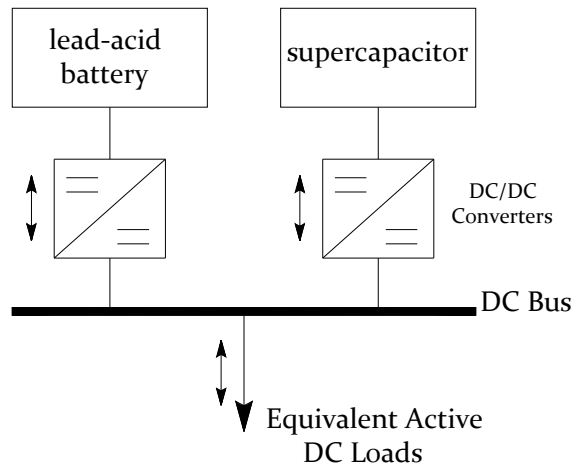 lead-acid
battery
supercapacitor
DC/DC
Converters
DC Bus
Equivalent Active
DC Loads